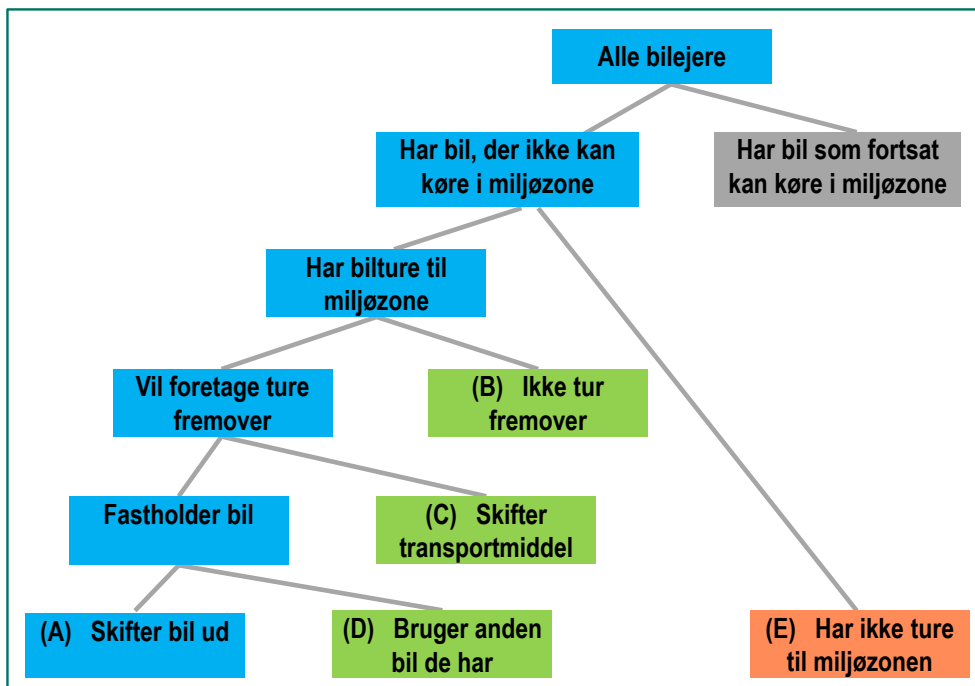 Alle bilejere
Har bil, der ikke kan
køre i miljøzone
Har bil som fortsat
kan køre i miljøzone
Har bilture til
miljøzone
Vil foretage ture
fremover
(B) Ikke tur
fremover
Fastholder bil
(C) Skifter
transportmiddel
(A) Skifter bil ud
(D) Bruger anden
bil de har
(E) Har ikke ture
til miljøzonen